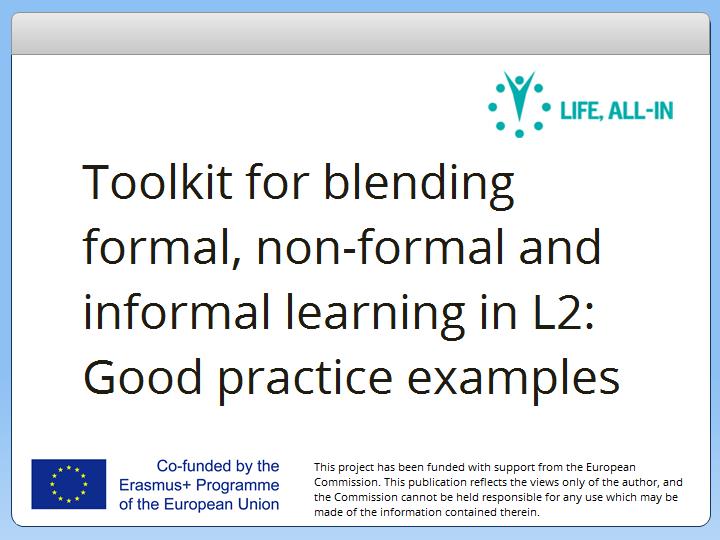 LIFE, ALL-IN
Toolkit for blending
formal, non-formal and
informal learning in L2:
Good practice examples
Co-funded by the
Erasmus+ Programme
of the European Union
This project has been funded with support from the European
Commission. This publication reflects the views only of the author, and
the Commission cannot be held responsible for any use which may be
made of the information contained therein.